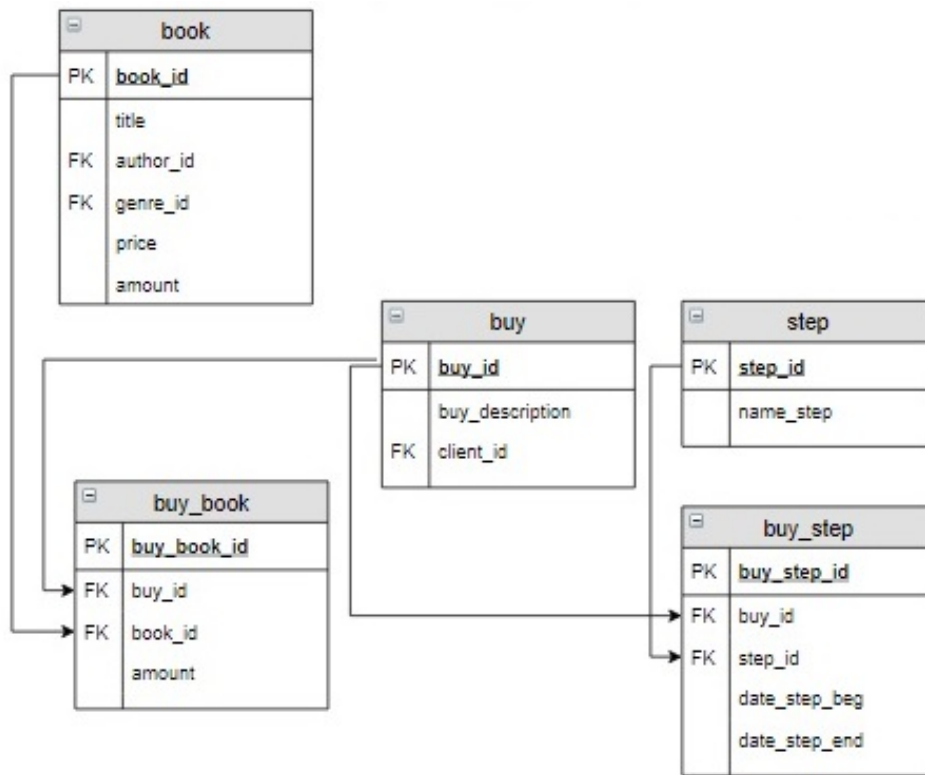 book
PK book_id
title
FK author_id
FK genre_id
price
amount
buy
PK buy_id
buy_description
FK client_id
step
PK step_id
name_step
buy_book
PK buy_book_id
FK buy_id
FK book_id
amount
buy_step
PK buy_step_id
FK buy_id
FK step_id
date_step_beg
date_step_end